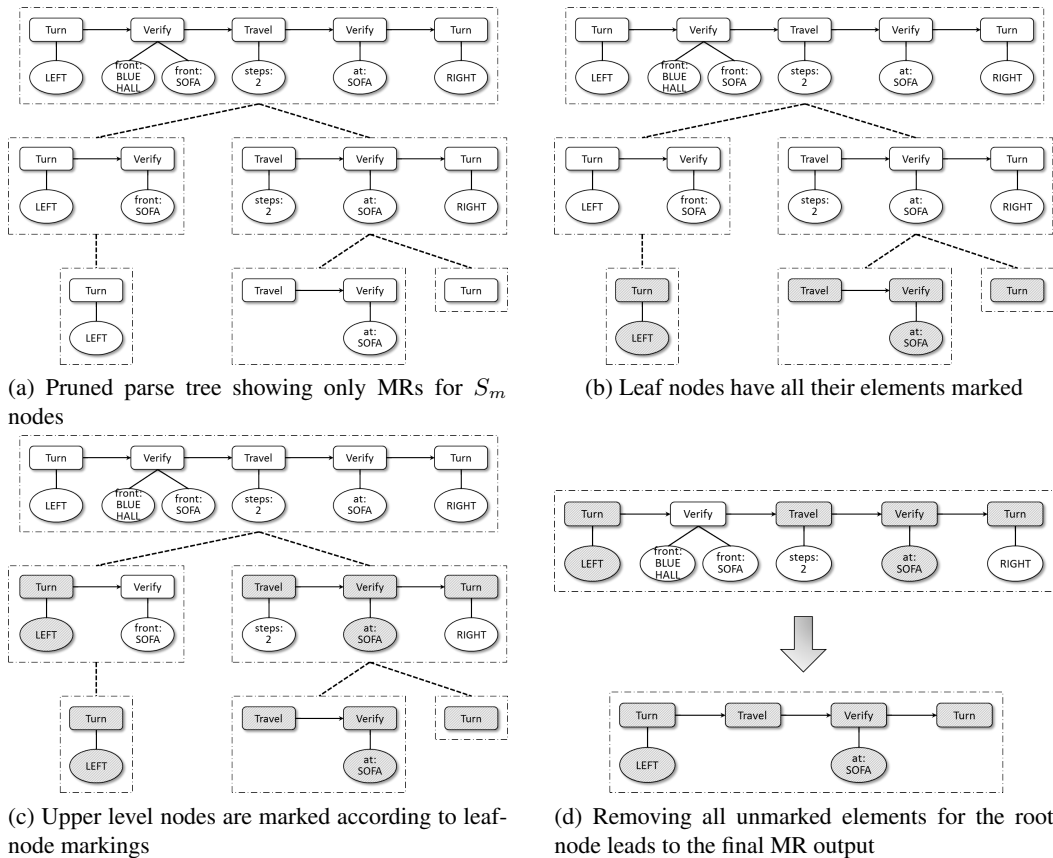 Turn Verify Travel Verify Turn
LEFT front: BLUE HALL front: SOFA steps: 2 at: SOFA RIGHT
Turn Verify Travel Verify Turn
LEFT front: SOFA steps: 2 at: SOFA RIGHT
Turn Travel Verify Turn
LEFT at: SOFA
(a) Pruned parse tree showing only MRs for Sm
nodes
Turn Verify Travel Verify Turn
LEFT front: BLUE HALL front: SOFA steps: 2 at: SOFA RIGHT
Turn Verify Travel Verify Turn
LEFT front: SOFA steps: 2 at: SOFA RIGHT
Turn Travel Verify Turn
LEFT at: SOFA
(b) Leaf nodes have all their elements marked
Turn Verify Travel Verify Turn
LEFT front: BLUE HALL front: SOFA steps: 2 at: SOFA RIGHT
Turn Verify Travel Verify Turn
LEFT front: SOFA steps: 2 at: SOFA RIGHT
Turn Travel Verify Turn
LEFT at: SOFA
(c) Upper level nodes are marked according to leaf-
node markings
Turn Verify Travel Verify Turn
LEFT front: BLUE HALL front: SOFA steps: 2 at: SOFA RIGHT
Turn Travel Verify Turn
LEFT at: SOFA
(d) Removing all unmarked elements for the root
node leads to the final MR output